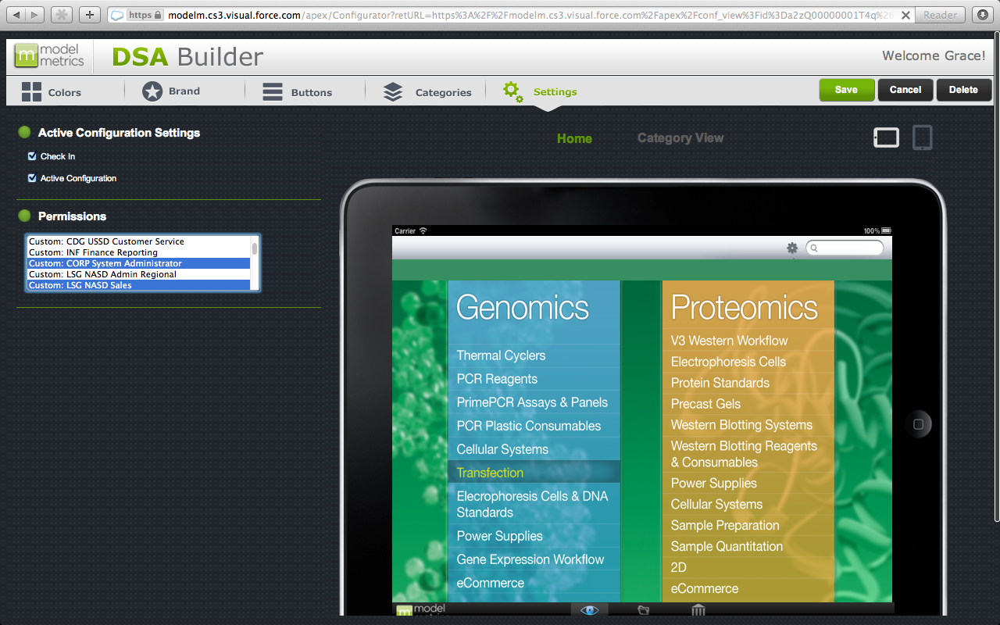 https modelm.cs3.visual.force.com/apex/Configurator?retURL=https%3A%2F%2Fmodelm.cs3.visual.force.com%2Fapex%2Fconf_view%3Fid%3Da2zQ00000001T4q%26
Reader
m model metrics
DSA Builder
Welcome Grace!
Colors
Brand
Buttons
Categories
Settings
Save
Cancel
Delete
Active Configuration Settings
Check In
Active Configuration
Permissions
Custom: CDG USSD Customer Service
Custom: INF Finance Reporting
Custom: CORP System Administrator
Custom: LSG NASD Admin Regional
Custom: LSG NASD Sales
Home
Category View
Carrier
100%
Genomics
Thermal Cyclers
PCR Reagents
PrimePCR Assays & Panels
PCR Plastic Consumables
Cellular Systems
Transfection
Elecrophoresis Cells & DNA
Standards
Power Supplies
Gene Expression Workflow
eCommerce
Proteomics
V3 Western Workflow
Electrophoresis Cells
Protein Standards
Precast Gels
Western Blotting Systems
Western Blotting Reagents
& Consumables
Power Supplies
Cellular Systems
Sample Preparation
Sample Quantitation
2D
eCommerce
m model